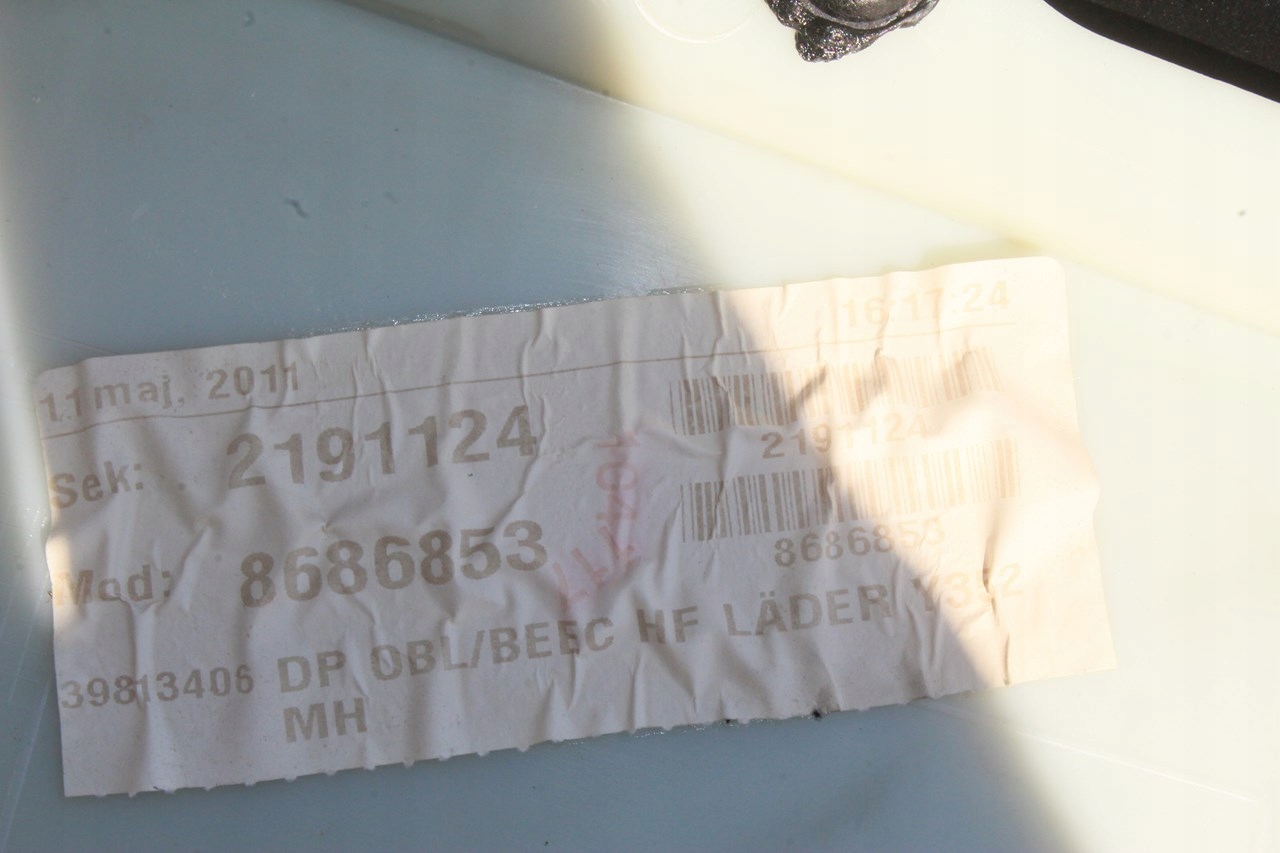 11 maj, 2011 16:17:24
Sek: 2191124
2191124
Mod: 8686853
8686853
39813406 DP OBL/BEEC HF LÄDER
MH